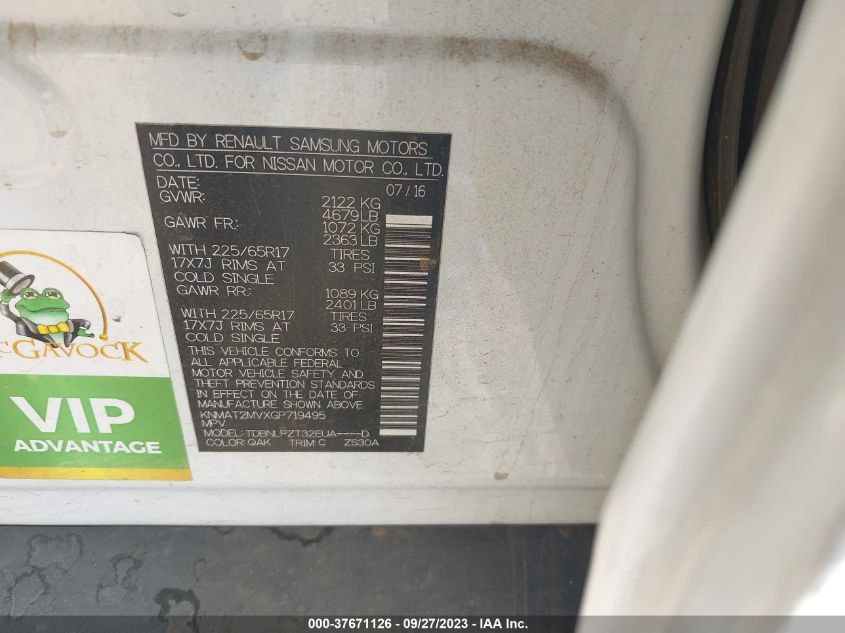 MFD BY RENAULT SAMSUNG MOTORS
CO., LTD. FOR NISSAN MOTOR CO., LTD.
DATE: 07/16
GVWR: 2122 KG
4679 LB
GAWR FR: 1072 KG
2363 LB
WITH 225/65R17 TIRES
17X7J RIMS AT 33 PSI
COLD SINGLE
GAWR RR: 1089 KG
2401 LB
WITH 225/65R17 TIRES
17X7J RIMS AT 33 PSI
COLD SINGLE
THIS VEHICLE CONFORMS TO
ALL APPLICABLE FEDERAL
MOTOR VEHICLE SAFETY AND
THEFT PREVENTION STANDARDS
IN EFFECT ON THE DATE OF
MANUFACTURE SHOWN ABOVE.
KNMAT2MVXGP719495
MPV
MODEL: TDBNLPZT32EUA----D
COLOR: QAK TRIM: C ZS30A
cGAVOCK
VIP
ADVANTAGE
000-37671126 - 09/27/2023 - IAA Inc.